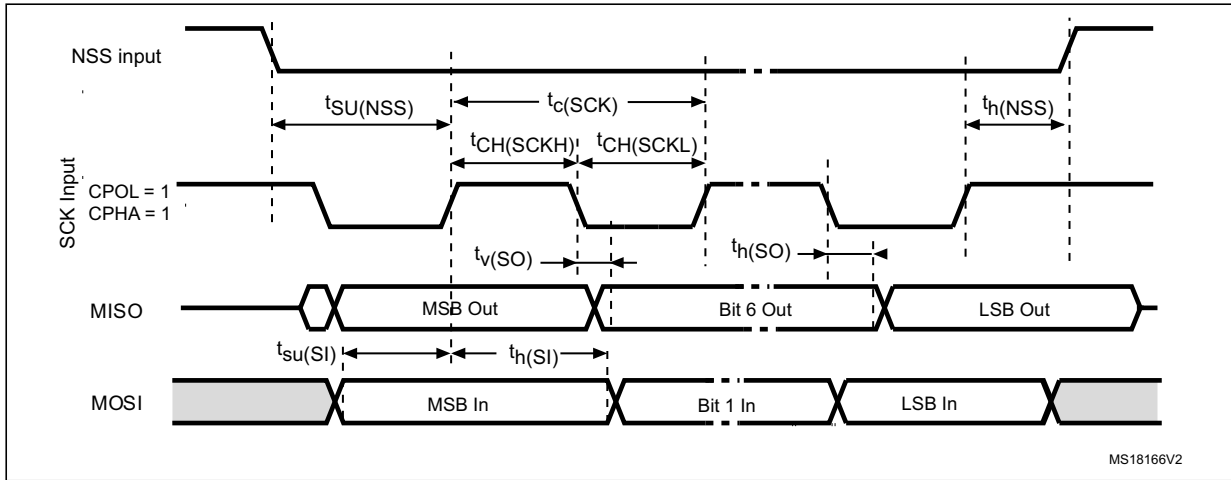 NSS input
tSU(NSS)
tc(SCK)
th(NSS)
tCH(SCKH)
tCH(SCKL)
SCK Input
CPOL = 1
CPHA = 1
tv(SO)
th(SO)
MISO
MSB Out
Bit 6 Out
LSB Out
tsu(SI)
th(SI)
MOSI
MSB In
Bit 1 In
LSB In
MS18166V2